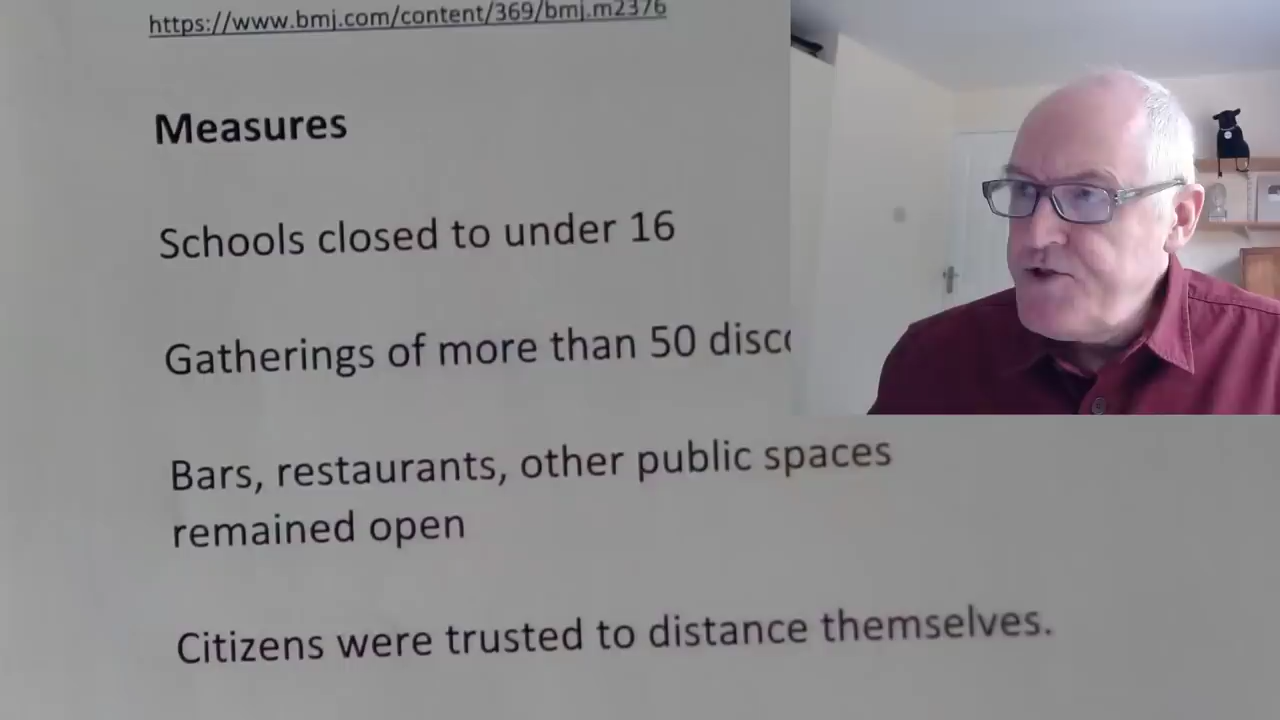 https://www.bmj.com/content/369/bmj.m2376
Measures
Schools closed to under 16
Gatherings of more than 50
Bars, restaurants, other public spaces
remained open
Citizens were trusted to distance themselves.